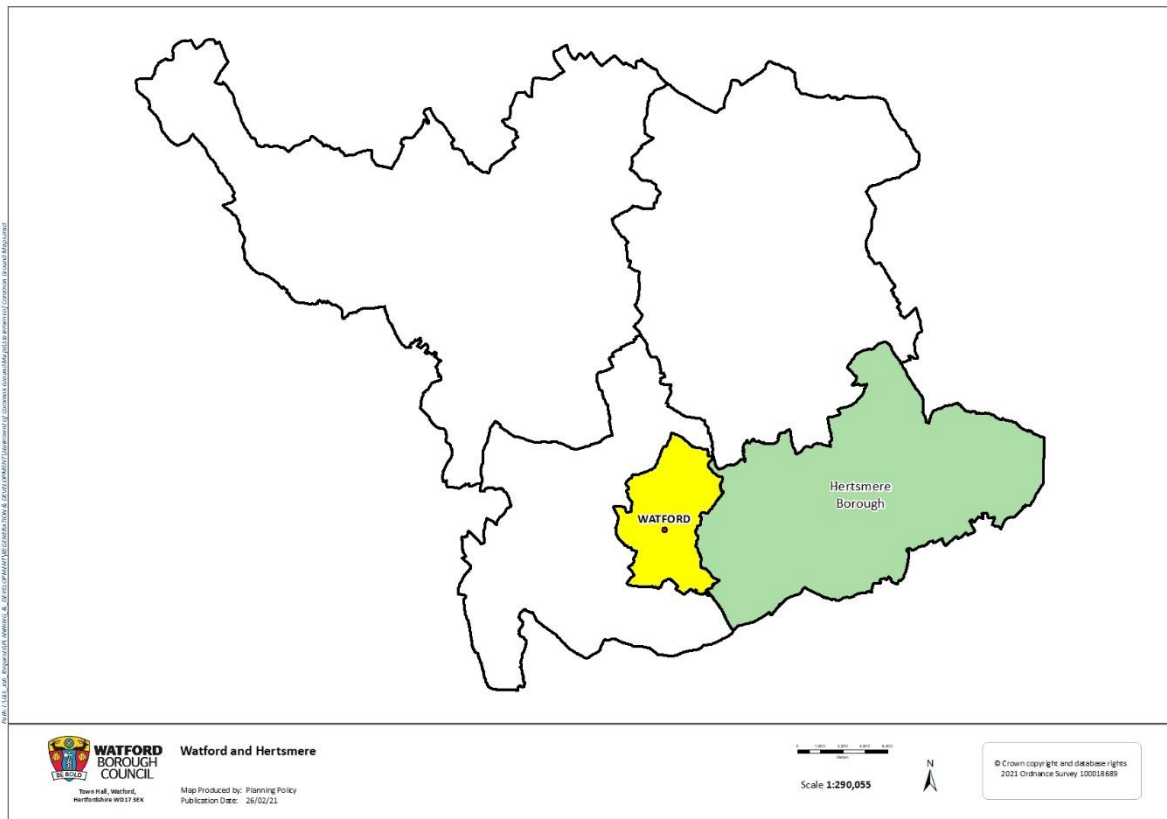 Hertsmere
Borough
WATFORD
WATFORD
BOROUGH
COUNCIL
BE BOLD
Town Hall, Watford,
Hertfordshire WD17 3EX
Watford and Hertsmere
Map Produced by: Planning Policy
Publication Date: 26/02/21
Scale 1:290,055
N
© Crown copyright and database rights
2021 Ordnance Survey 100018689